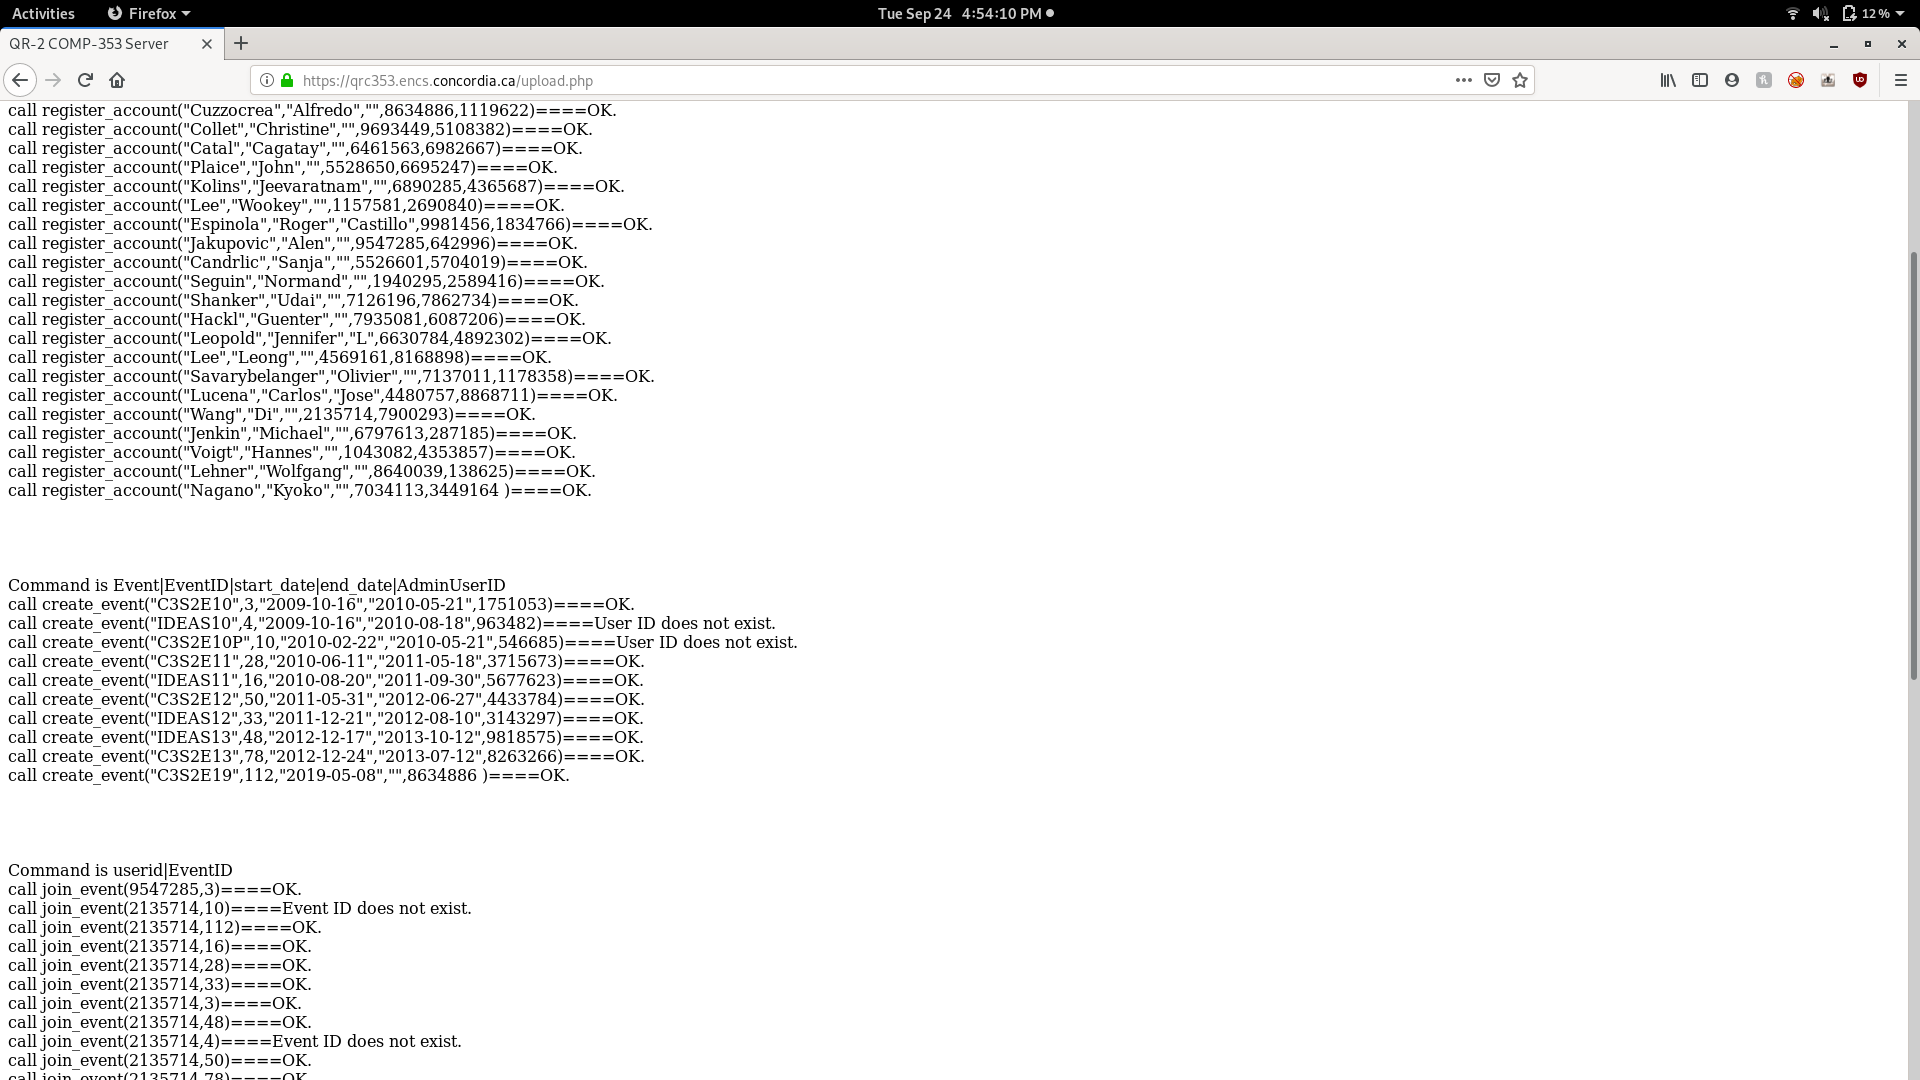 Activities Firefox Tue Sep 24 4:54:10 PM 12%
QR-2 COMP-353 Server
https://qrc353.encs.concordia.ca/upload.php
call register_account("Cuzzocrea","Alfredo","",8634886,1119622)====OK.
call register_account("Collet","Christine","",9693449,5108382)====OK.
call register_account("Catal","Cagatay","",6461563,6982667)====OK.
call register_account("Plaice","John","",5528650,6695247)====OK.
call register_account("Kolins","Jeevaratnam","",6890285,4365687)====OK.
call register_account("Lee","Wookey","",1157581,2690840)====OK.
call register_account("Espinola","Roger","Castillo",9981456,1834766)====OK.
call register_account("Jakupovic","Alen","",9547285,642996)====OK.
call register_account("Candrlic","Sanja","",5526601,5704019)====OK.
call register_account("Seguin","Normand","",1940295,2589416)====OK.
call register_account("Shanker","Udai","",7126196,7862734)====OK.
call register_account("Hackl","Guenter","",7935081,6087206)====OK.
call register_account("Leopold","Jennifer","L",6630784,4892302)====OK.
call register_account("Lee","Leong","",4569161,8168898)====OK.
call register_account("Savarybelanger","Olivier","",7137011,1178358)====OK.
call register_account("Lucena","Carlos","Jose",4480757,8868711)====OK.
call register_account("Wang","Di","",2135714,7900293)====OK.
call register_account("Jenkin","Michael","",6797613,287185)====OK.
call register_account("Voigt","Hannes","",1043082,4353857)====OK.
call register_account("Lehner","Wolfgang","",8640039,138625)====OK.
call register_account("Nagano","Kyoko","",7034113,3449164 )====OK.
Command is Event|EventID|start_date|end_date|AdminUserID
call create_event("C3S2E10",3,"2009-10-16","2010-05-21",1751053)====OK.
call create_event("IDEAS10",4,"2009-10-16","2010-08-18",963482)====User ID does not exist.
call create_event("C3S2E10P",10,"2010-02-22","2010-05-21",546685)====User ID does not exist.
call create_event("C3S2E11",28,"2010-06-11","2011-05-18",3715673)====OK.
call create_event("IDEAS11",16,"2010-08-20","2011-09-30",5677623)====OK.
call create_event("C3S2E12",50,"2011-05-31","2012-06-27",4433784)====OK.
call create_event("IDEAS12",33,"2011-12-21","2012-08-10",3143297)====OK.
call create_event("IDEAS13",48,"2012-12-17","2013-10-12",9818575)====OK.
call create_event("C3S2E13",78,"2012-12-24","2013-07-12",8263266)====OK.
call create_event("C3S2E19",112,"2019-05-08","",8634886 )====OK.
Command is userid|EventID
call join_event(9547285,3)====OK.
call join_event(2135714,10)====Event ID does not exist.
call join_event(2135714,112)====OK.
call join_event(2135714,16)====OK.
call join_event(2135714,28)====OK.
call join_event(2135714,33)====OK.
call join_event(2135714,3)====OK.
call join_event(2135714,48)====OK.
call join_event(2135714,4)====Event ID does not exist.
call join_event(2135714,50)====OK.
call join_event(2135714,78)====OK.